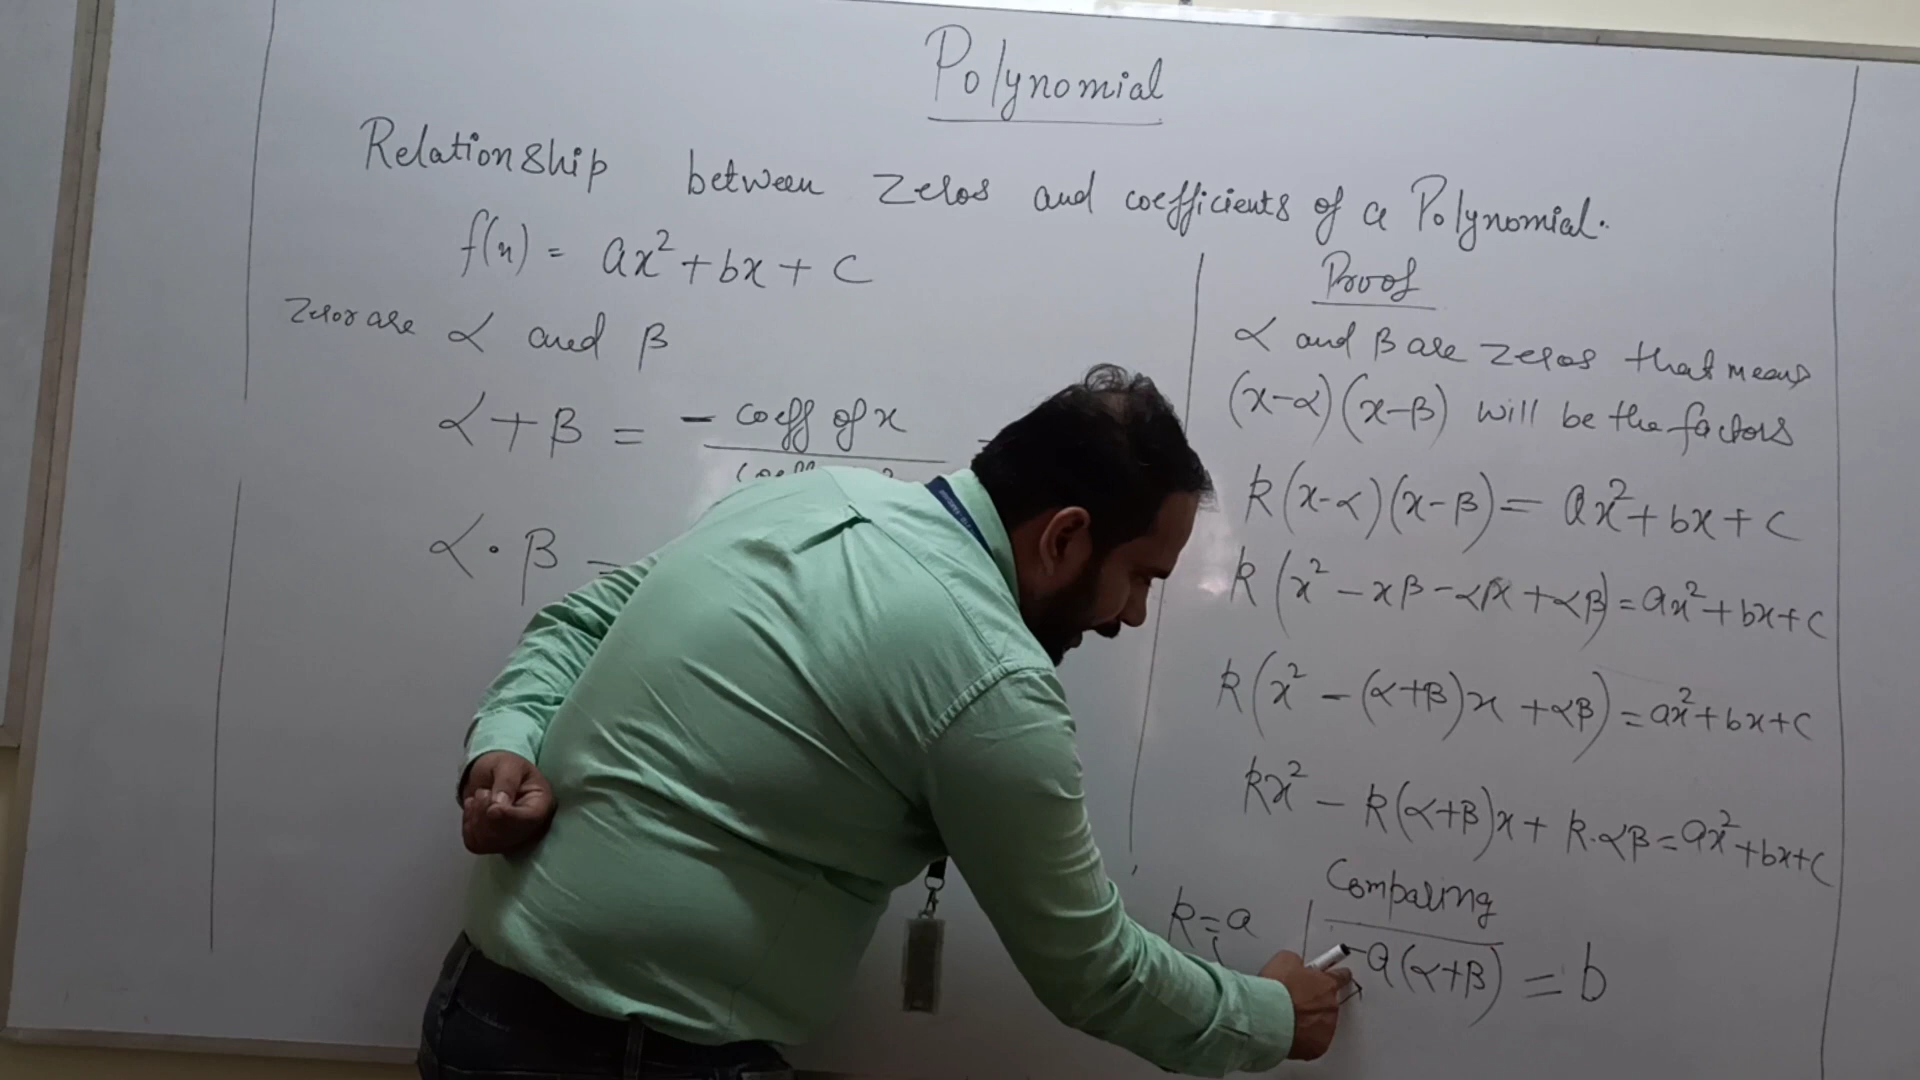 Polynomial
Relationship between zeros and coefficients of a Polynomial.
f(x) = ax² + bx + c
zeros are α and β
α + β = - coeff of x
α · β =
Proof
α and β are zeros that means
(x-α)(x-β) will be the factors
k(x-α)(x-β) = ax² + bx + c
k(x² - xβ - αx + αβ) = ax² + bx + c
k(x² - (α+β)x + αβ) = ax² + bx + c
kx² - k(α+β)x + k.αβ = ax² + bx + c
Comparing
k = a
-a(α+β) = b